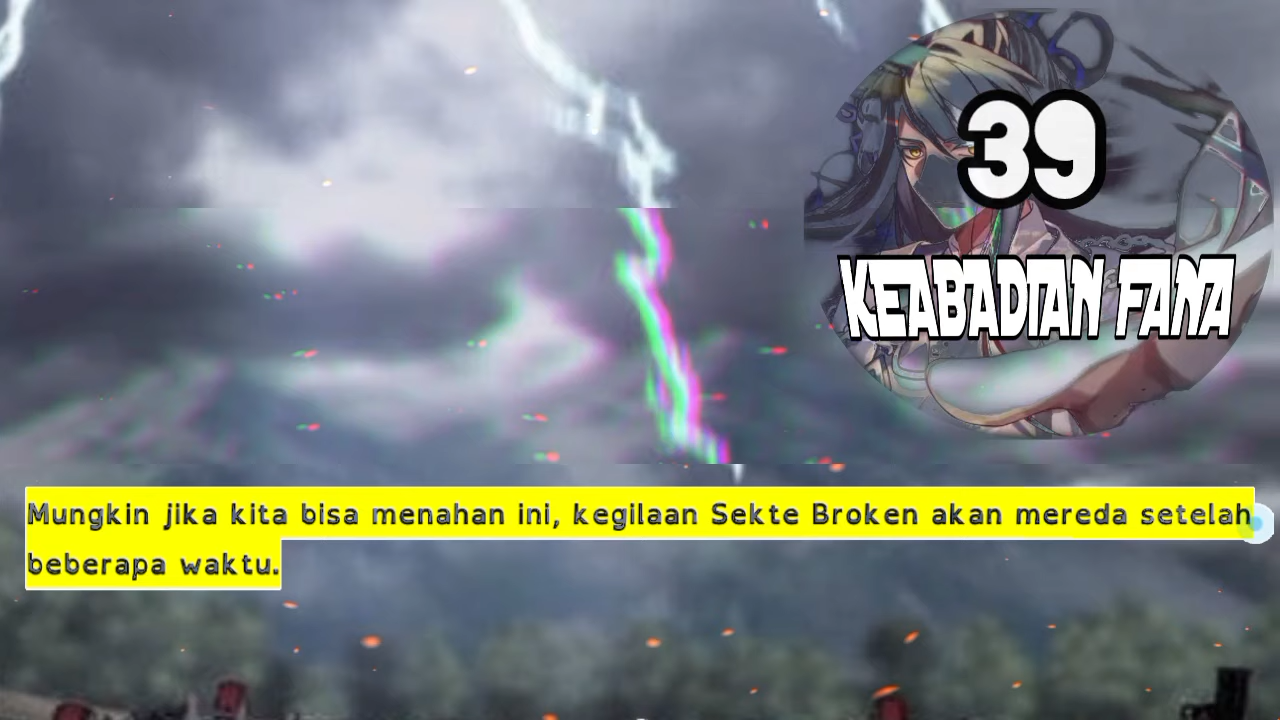 39
KEABADIAN FANA
Mungkin jika kita bisa menahan ini, kegilaan Sekte Broken akan mereda setelah
beberapa waktu.